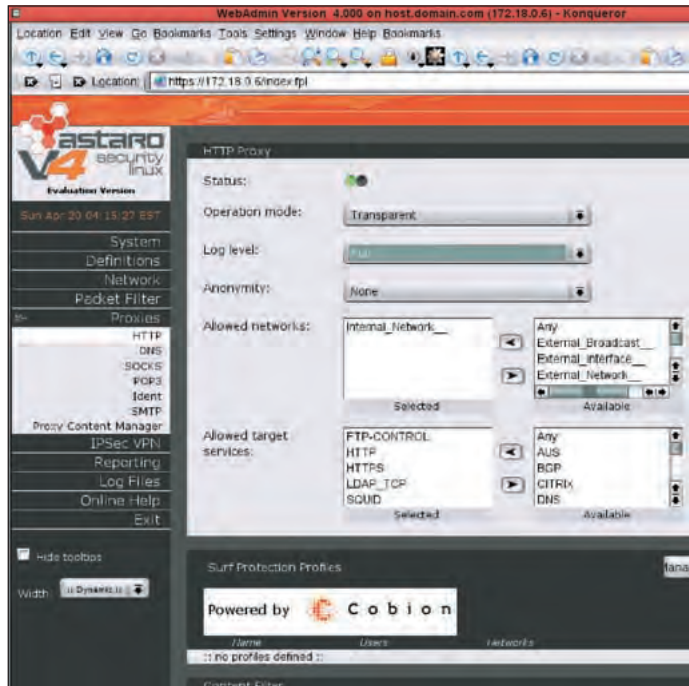 WebAdmin Version 4.000 on host.domain.com (172.18.0.6) - Konqueror
Location Edit View Go Bookmarks Tools Settings Window Help Bookmarks
Location: https://172.18.0.6/index.fpl
astaro
V4 security
linux
Evaluation Version
Sun Apr 20 04:15:27 EST
System
Definitions
Network
Packet Filter
Proxies
HTTP
DNS
SOCKS
POP3
Ident
SMTP
Proxy Content Manager
IPSec VPN
Reporting
Log Files
Online Help
Exit
Hide tooltips
Width: :: Dynamic ::
HTTP Proxy
Status:
Operation mode: Transparent
Log level: Full
Anonymity: None
Allowed networks:
Internal_Network__
Selected
Any
External_Broadcast__
External_Interface__
External_Network__
Available
Allowed target
services:
FTP-CONTROL
HTTP
HTTPS
LDAP_TCP
SQUID
Selected
Any
AUS
BGP
CITRIX
DNS
Available
Surf Protection Profiles
Powered by Cobion
Name Users Networks
:: no profiles defined ::
Content Filter